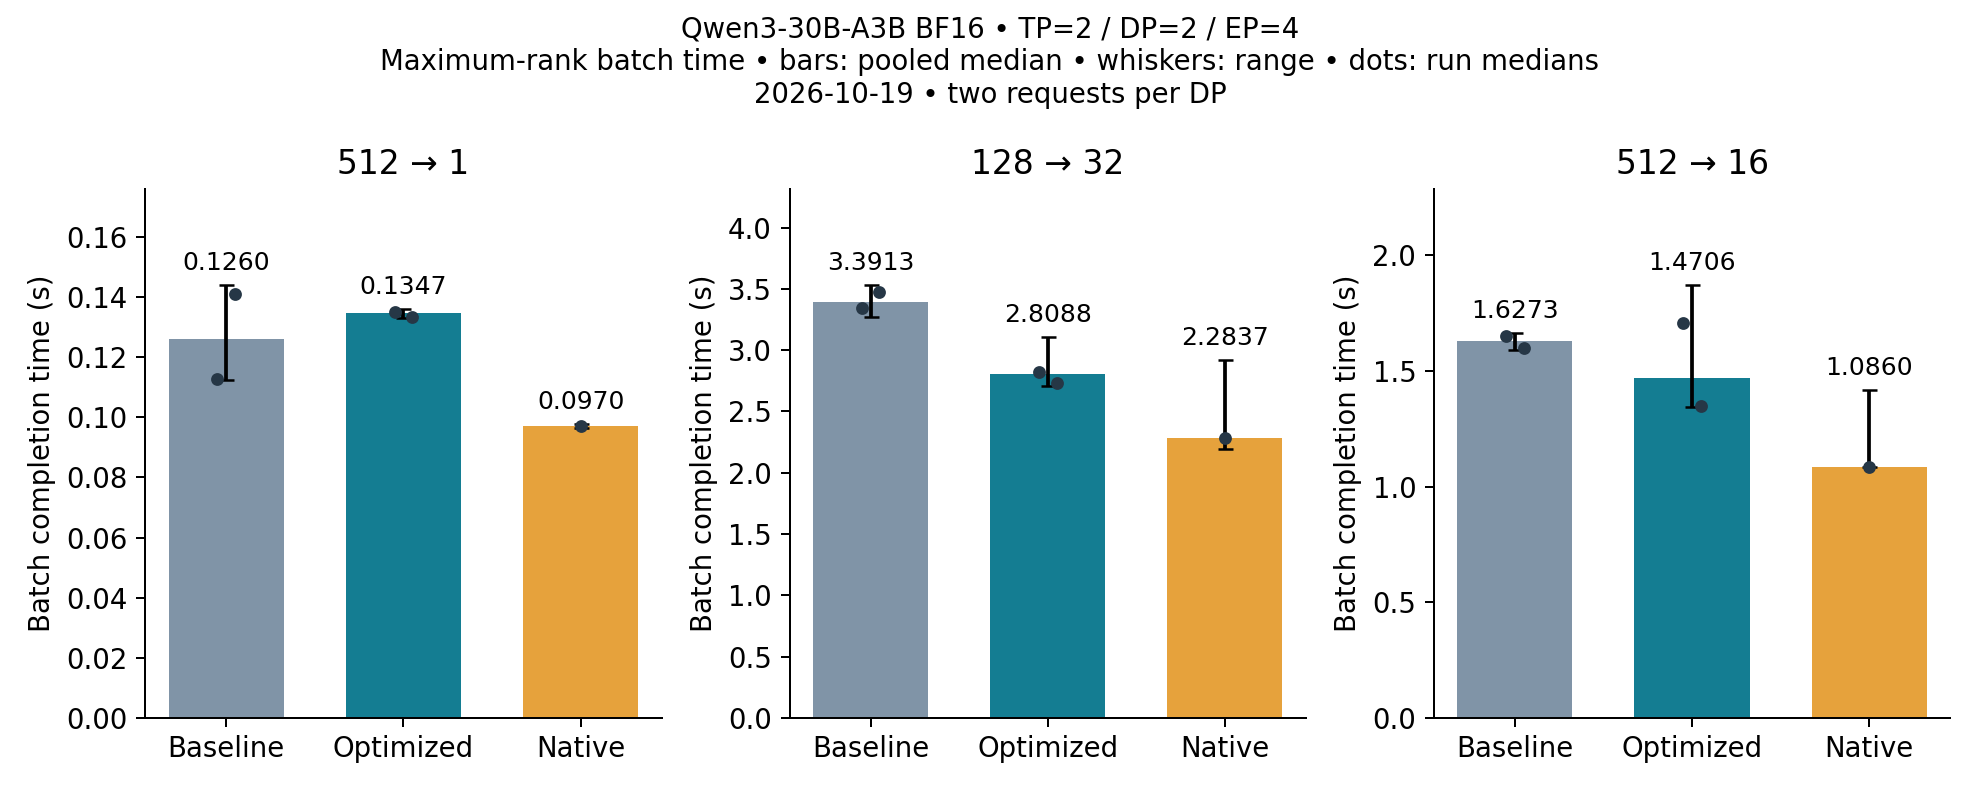 Qwen3-30B-A3B BF16 • TP=2 / DP=2 / EP=4
Maximum-rank batch time • bars: pooled median • whiskers: range • dots: run medians
2026-10-19 • two requests per DP
512 → 1
Batch completion time (s)
0.16
0.14
0.12
0.10
0.08
0.06
0.04
0.02
0.00
0.1260
0.1347
0.0970
Baseline
Optimized
Native
128 → 32
Batch completion time (s)
4.0
3.5
3.0
2.5
2.0
1.5
1.0
0.5
0.0
3.3913
2.8088
2.2837
Baseline
Optimized
Native
512 → 16
Batch completion time (s)
2.0
1.5
1.0
0.5
0.0
1.6273
1.4706
1.0860
Baseline
Optimized
Native